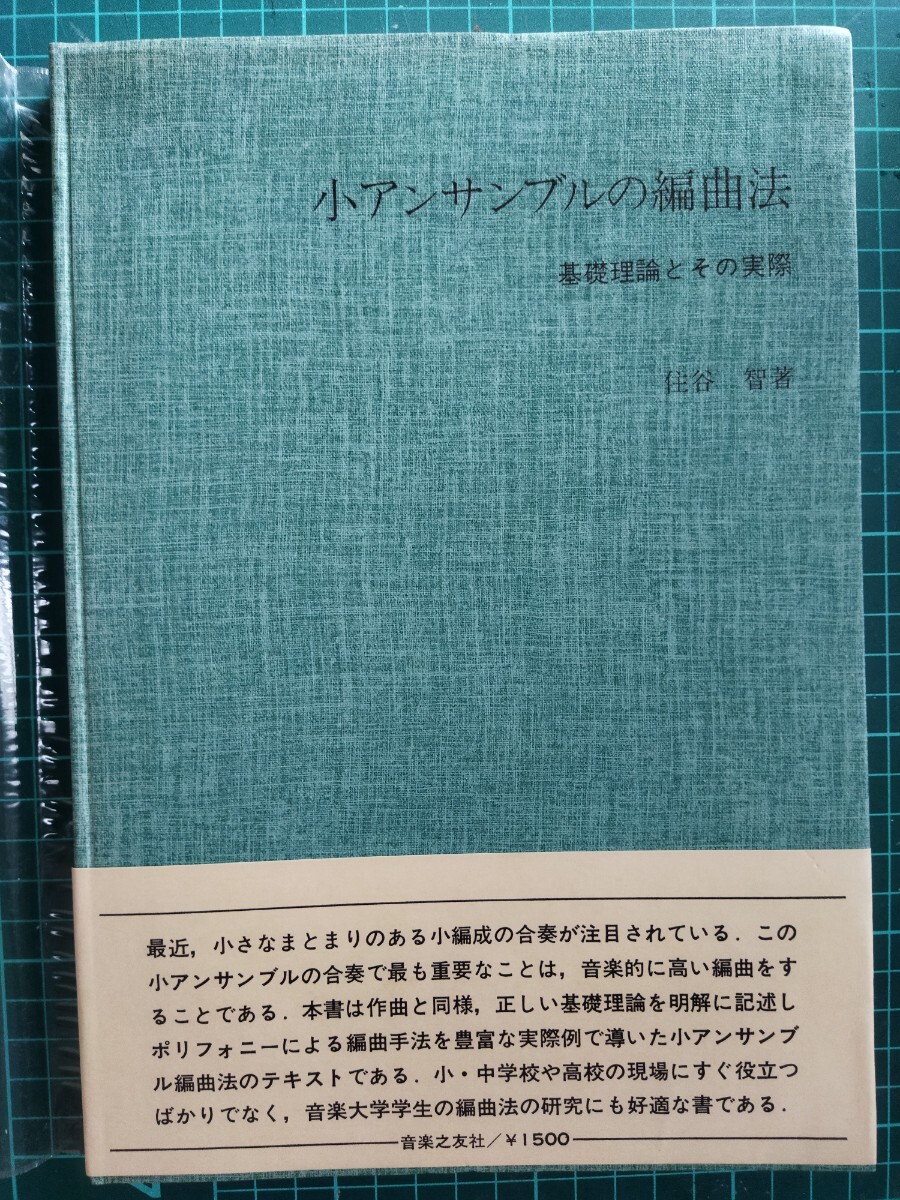 小アンサンブルの編曲法
基礎理論とその実際
住谷 智著
最近，小さなまとまりのある小編成の合奏が注目されている．この
小アンサンブルの合奏で最も重要なことは，音楽的に高い編曲をす
ることである．本書は作曲と同様，正しい基礎理論を明解に記述し
ポリフォニーによる編曲手法を豊富な実際例で導いた小アンサンブ
ル編曲法のテキストである．小・中学校や高校の現場にすぐ役立つ
ばかりでなく，音楽大学学生の編曲法の研究にも好適な書である．
音楽之友社／¥1500